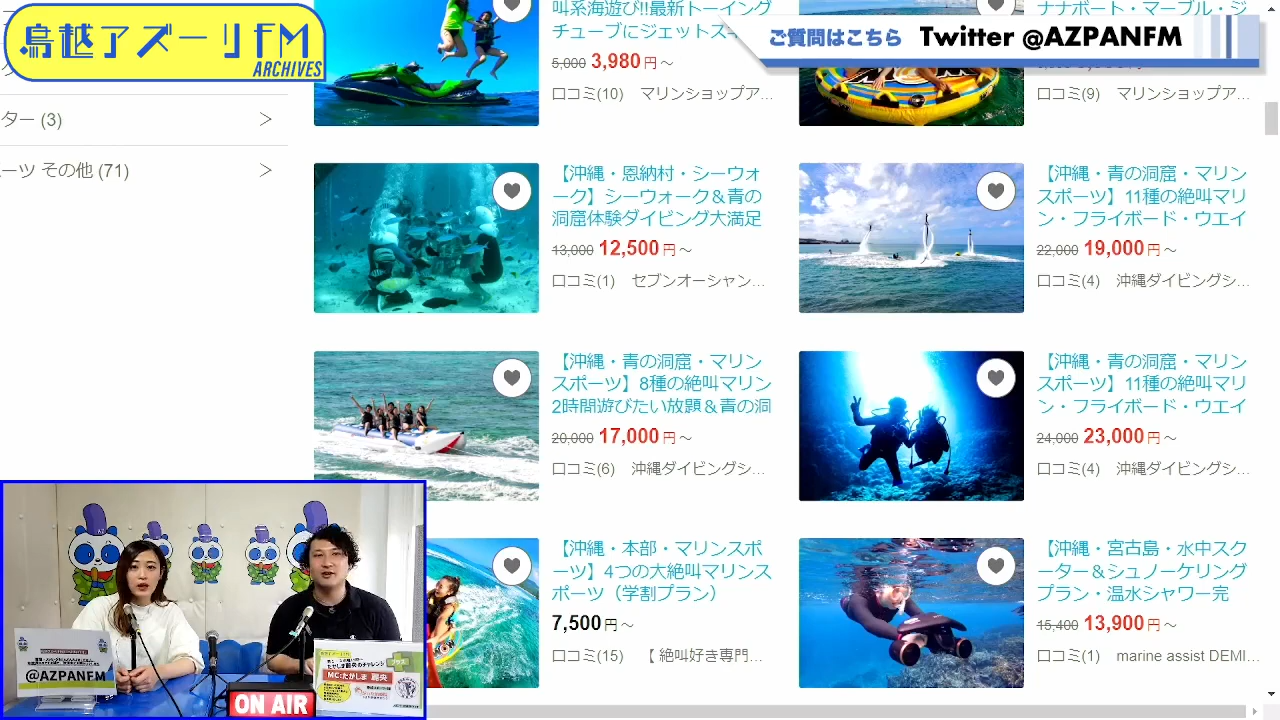 鳥越アズーリFM
ARCHIVES
ご質問はこちら Twitter @AZPANFM
ター (3)
ーツ その他 (71)
叫系海遊び!!最新トーイング
チューブにジェットスキ
5,000 3,980円～
口コミ(10) マリンショップア...
ナナボート・マーブル・ジ
口コミ(9) マリンショップア...
【沖縄・恩納村・シーウォ
ーク】シーウォーク＆青の
洞窟体験ダイビング大満足
13,000 12,500円～
口コミ(1) セブンオーシャン...
【沖縄・青の洞窟・マリン
スポーツ】11種の絶叫マリ
ン・フライボード・ウエイ
22,000 19,000円～
口コミ(4) 沖縄ダイビングシ...
【沖縄・青の洞窟・マリン
スポーツ】8種の絶叫マリン
2時間遊びたい放題＆青の洞
20,000 17,000円～
口コミ(6) 沖縄ダイビングシ...
【沖縄・青の洞窟・マリン
スポーツ】11種の絶叫マリ
ン・フライボード・ウエイ
24,000 23,000円～
口コミ(4) 沖縄ダイビングシ...
【沖縄・本部・マリンスポ
ーツ】4つの大絶叫マリンス
ポーツ（学割プラン）
7,500円～
口コミ(15) 【 絶叫好き専門...
【沖縄・宮古島・水中スク
ーター＆シュノーケリング
プラン・温水シャワー完
15,400 13,900円～
口コミ(1) marine assist DEMI...
@AZPANFM
ON AIR
MC:たかしま 麗央